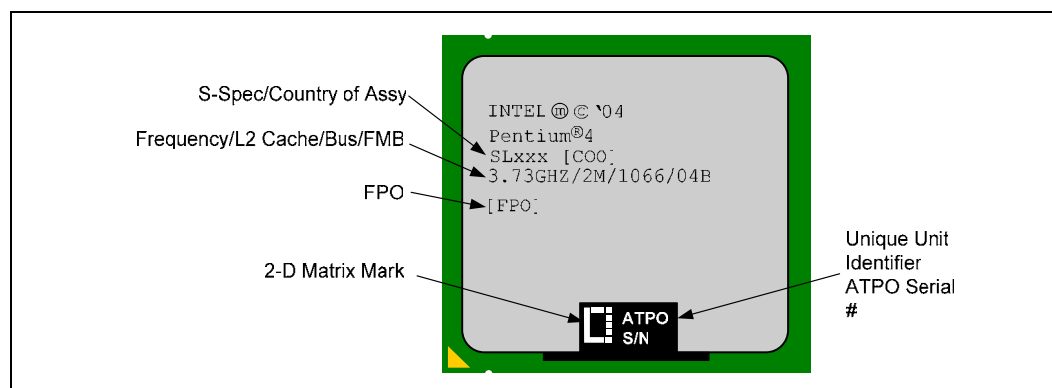 S-Spec/Country of Assy
Frequency/L2 Cache/Bus/FMB
FPO
2-D Matrix Mark
INTEL ⓜ © '04
Pentium®4
SLxxx [COO]
3.73GHZ/2M/1066/04B
[FPO]
ATPO
S/N
Unique Unit
Identifier
ATPO Serial
#